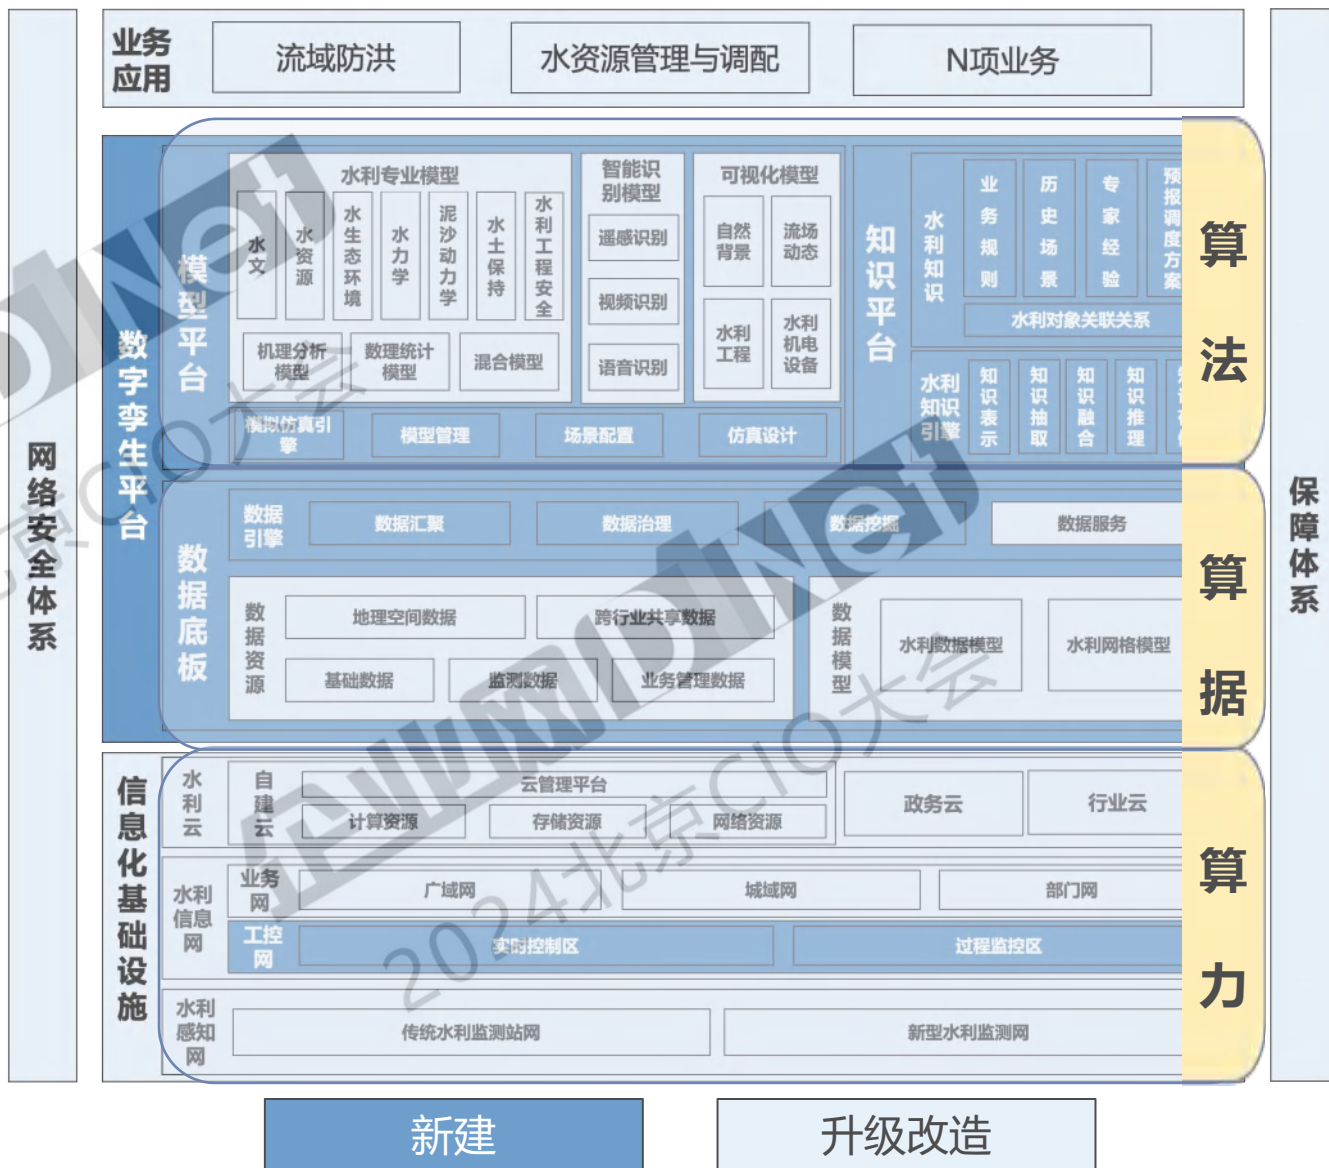 业务
应用
流域防洪
水资源管理与调配
N项业务
网络安全体系
保障体系
数字孪生平台
模型平台
水利专业模型
水文
水资源
水生态环境
水力学
泥沙动力学
水土保持
水利工程安全
机理分析
模型
数理统计
模型
混合模型
智能识
别模型
遥感识别
视频识别
语音识别
可视化模型
自然
背景
流场
动态
水利
工程
水利
机电
设备
模拟仿真引
擎
模型管理
场景配置
仿真设计
知识平台
水利知识
业务规则
历史场景
专家经验
预报调度方案
水利对象关联关系
水利
知识
引擎
知识表示
知识抽取
知识融合
知识推理
算法
数据底板
数据
引擎
数据汇聚
数据治理
数据挖掘
数据服务
数据资源
地理空间数据
跨行业共享数据
基础数据
监测数据
业务管理数据
数据模型
水利数据模型
水利网格模型
算据
信息化基础设施
水利云
自建云
云管理平台
计算资源
存储资源
网络资源
政务云
行业云
水利
信息
网
业务
网
广域网
城域网
部门网
工控
网
实时控制区
过程监控区
水利
感知
网
传统水利监测站网
新型水利监测网
算力
新建
升级改造
企业网DINet
2024北京CIO大会